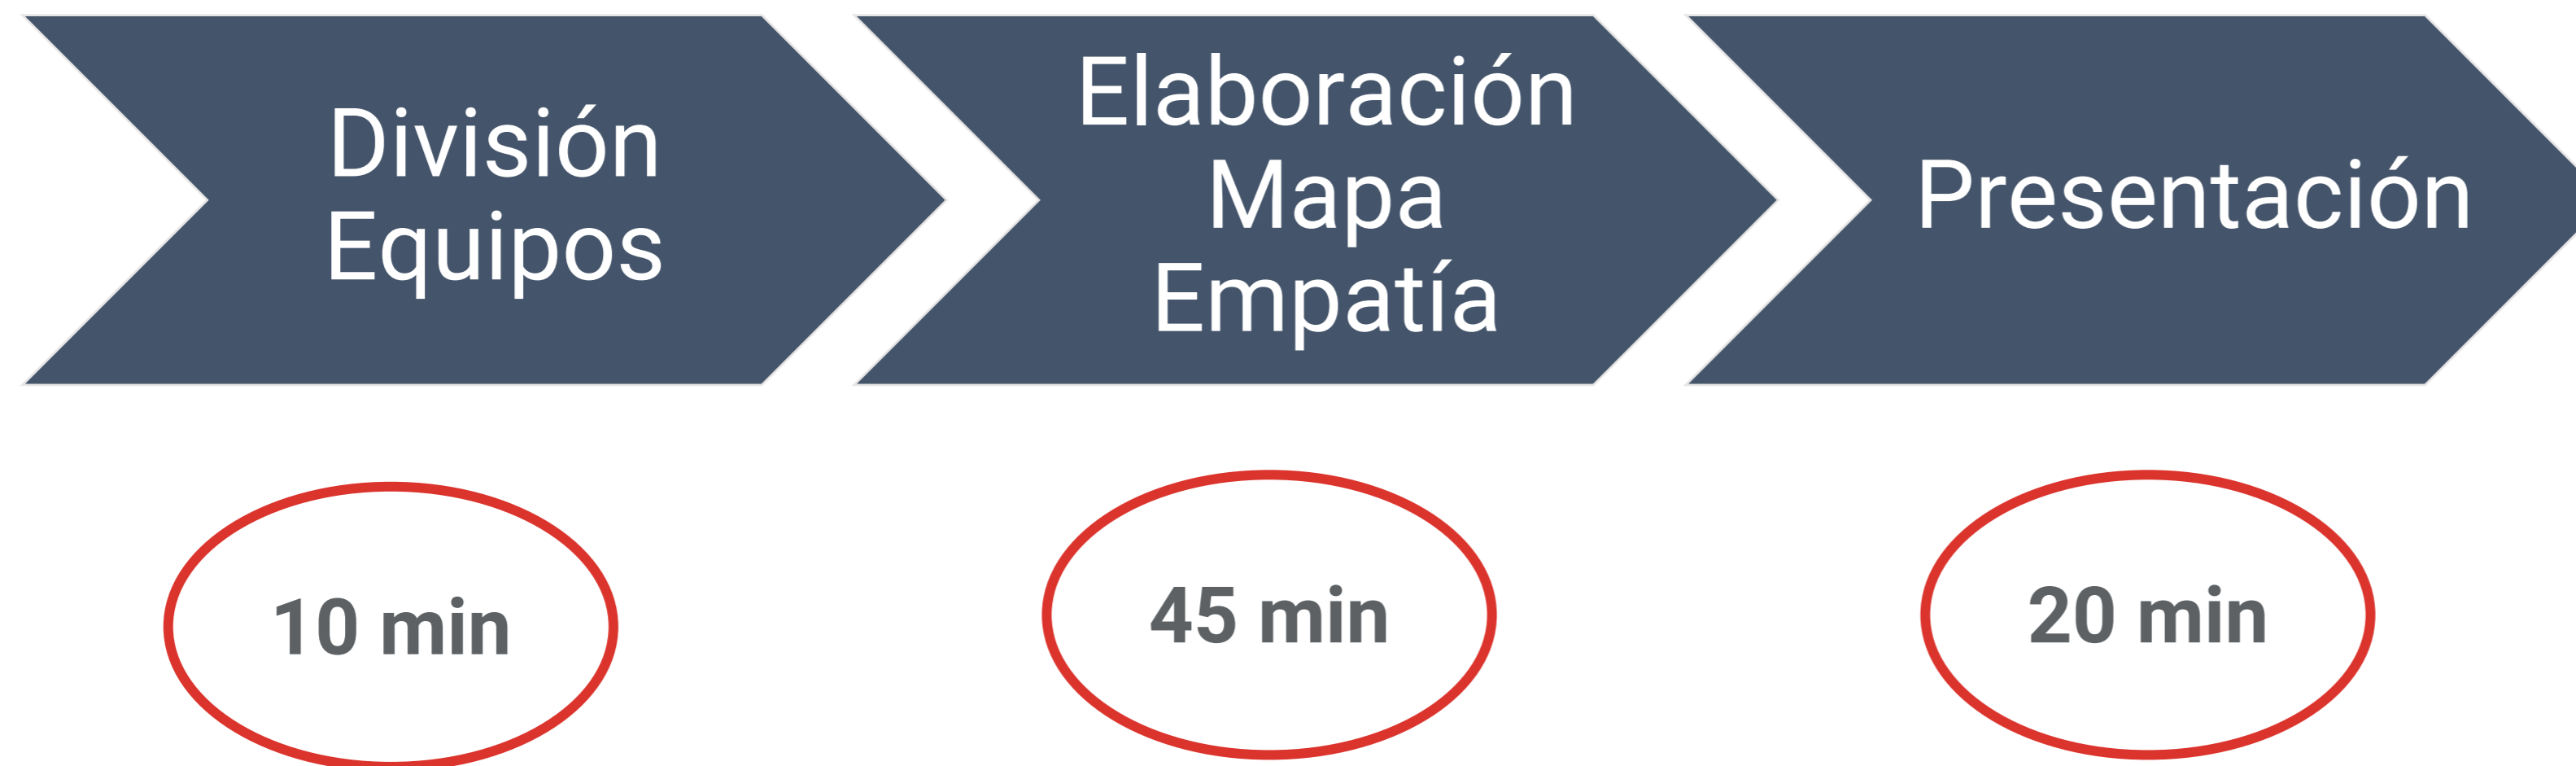 División
Equipos
Elaboración
Mapa
Empatía
Presentación
10 min
45 min
20 min